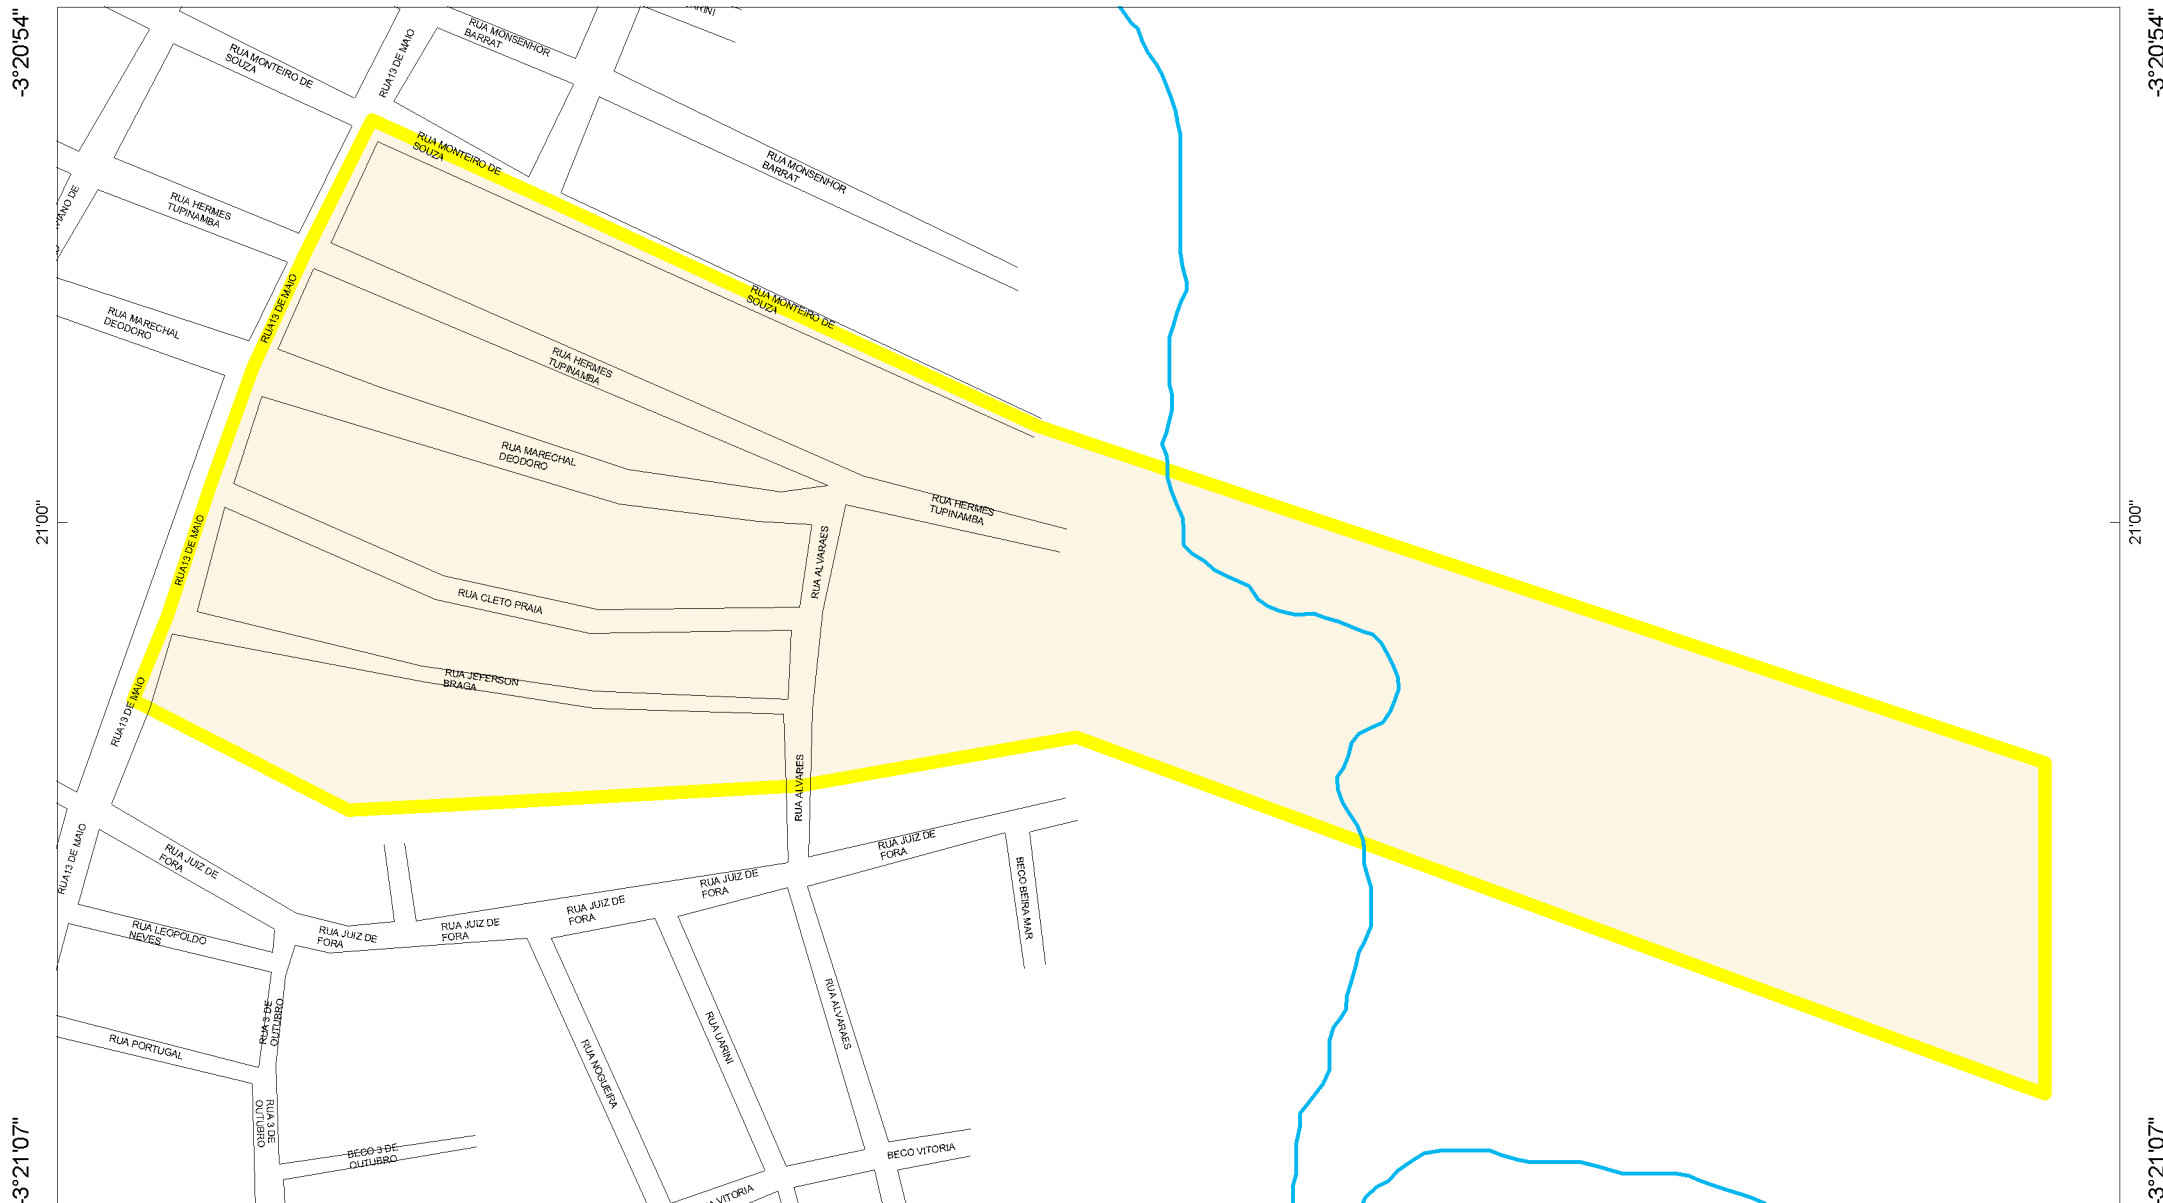 -3°20'54"
-3°20'54"
RUA MONSENHOR
BARRAT
RUA13 DE MAIO
RUA MONTEIRO DE
SOUZA
RUA MONTEIRO DE
SOUZA
RUA MONSENHOR
BARRAT
RUA HERMES
TUPINAMBA
RUA13 DE MAIO
RUA MONTEIRO DE
SOUZA
RUA MARECHAL
DEODORO
RUA HERMES
TUPINAMBA
RUA MARECHAL
DEODORO
RUA HERMES
TUPINAMBA
21'00"
21'00"
RUA13 DE MAIO
RUA ALVARAES
RUA CLETO PRAIA
RUA JEFERSON
BRAGA
RUA13 DE MAIO
RUA ALVARES
RUA13 DE MAIO
RUA JUIZ DE
FORA
RUA JUIZ DE
FORA
RUA JUIZ DE
FORA
RUA JUIZ DE
FORA
RUA JUIZ DE
FORA
RUA JUIZ DE
FORA
BECO BEIRA MAR
RUA LEOPOLDO
NEVES
RUA 3 DE
OUTUBRO
RUA PORTUGAL
RUA NOGUEIRA
RUA UARINI
RUA ALVARAES
RUA 3 DE
OUTUBRO
BECO 3 DE
OUTUBRO
BECO VITORIA
VITORIA
-3°21'07"
-3°21'07"